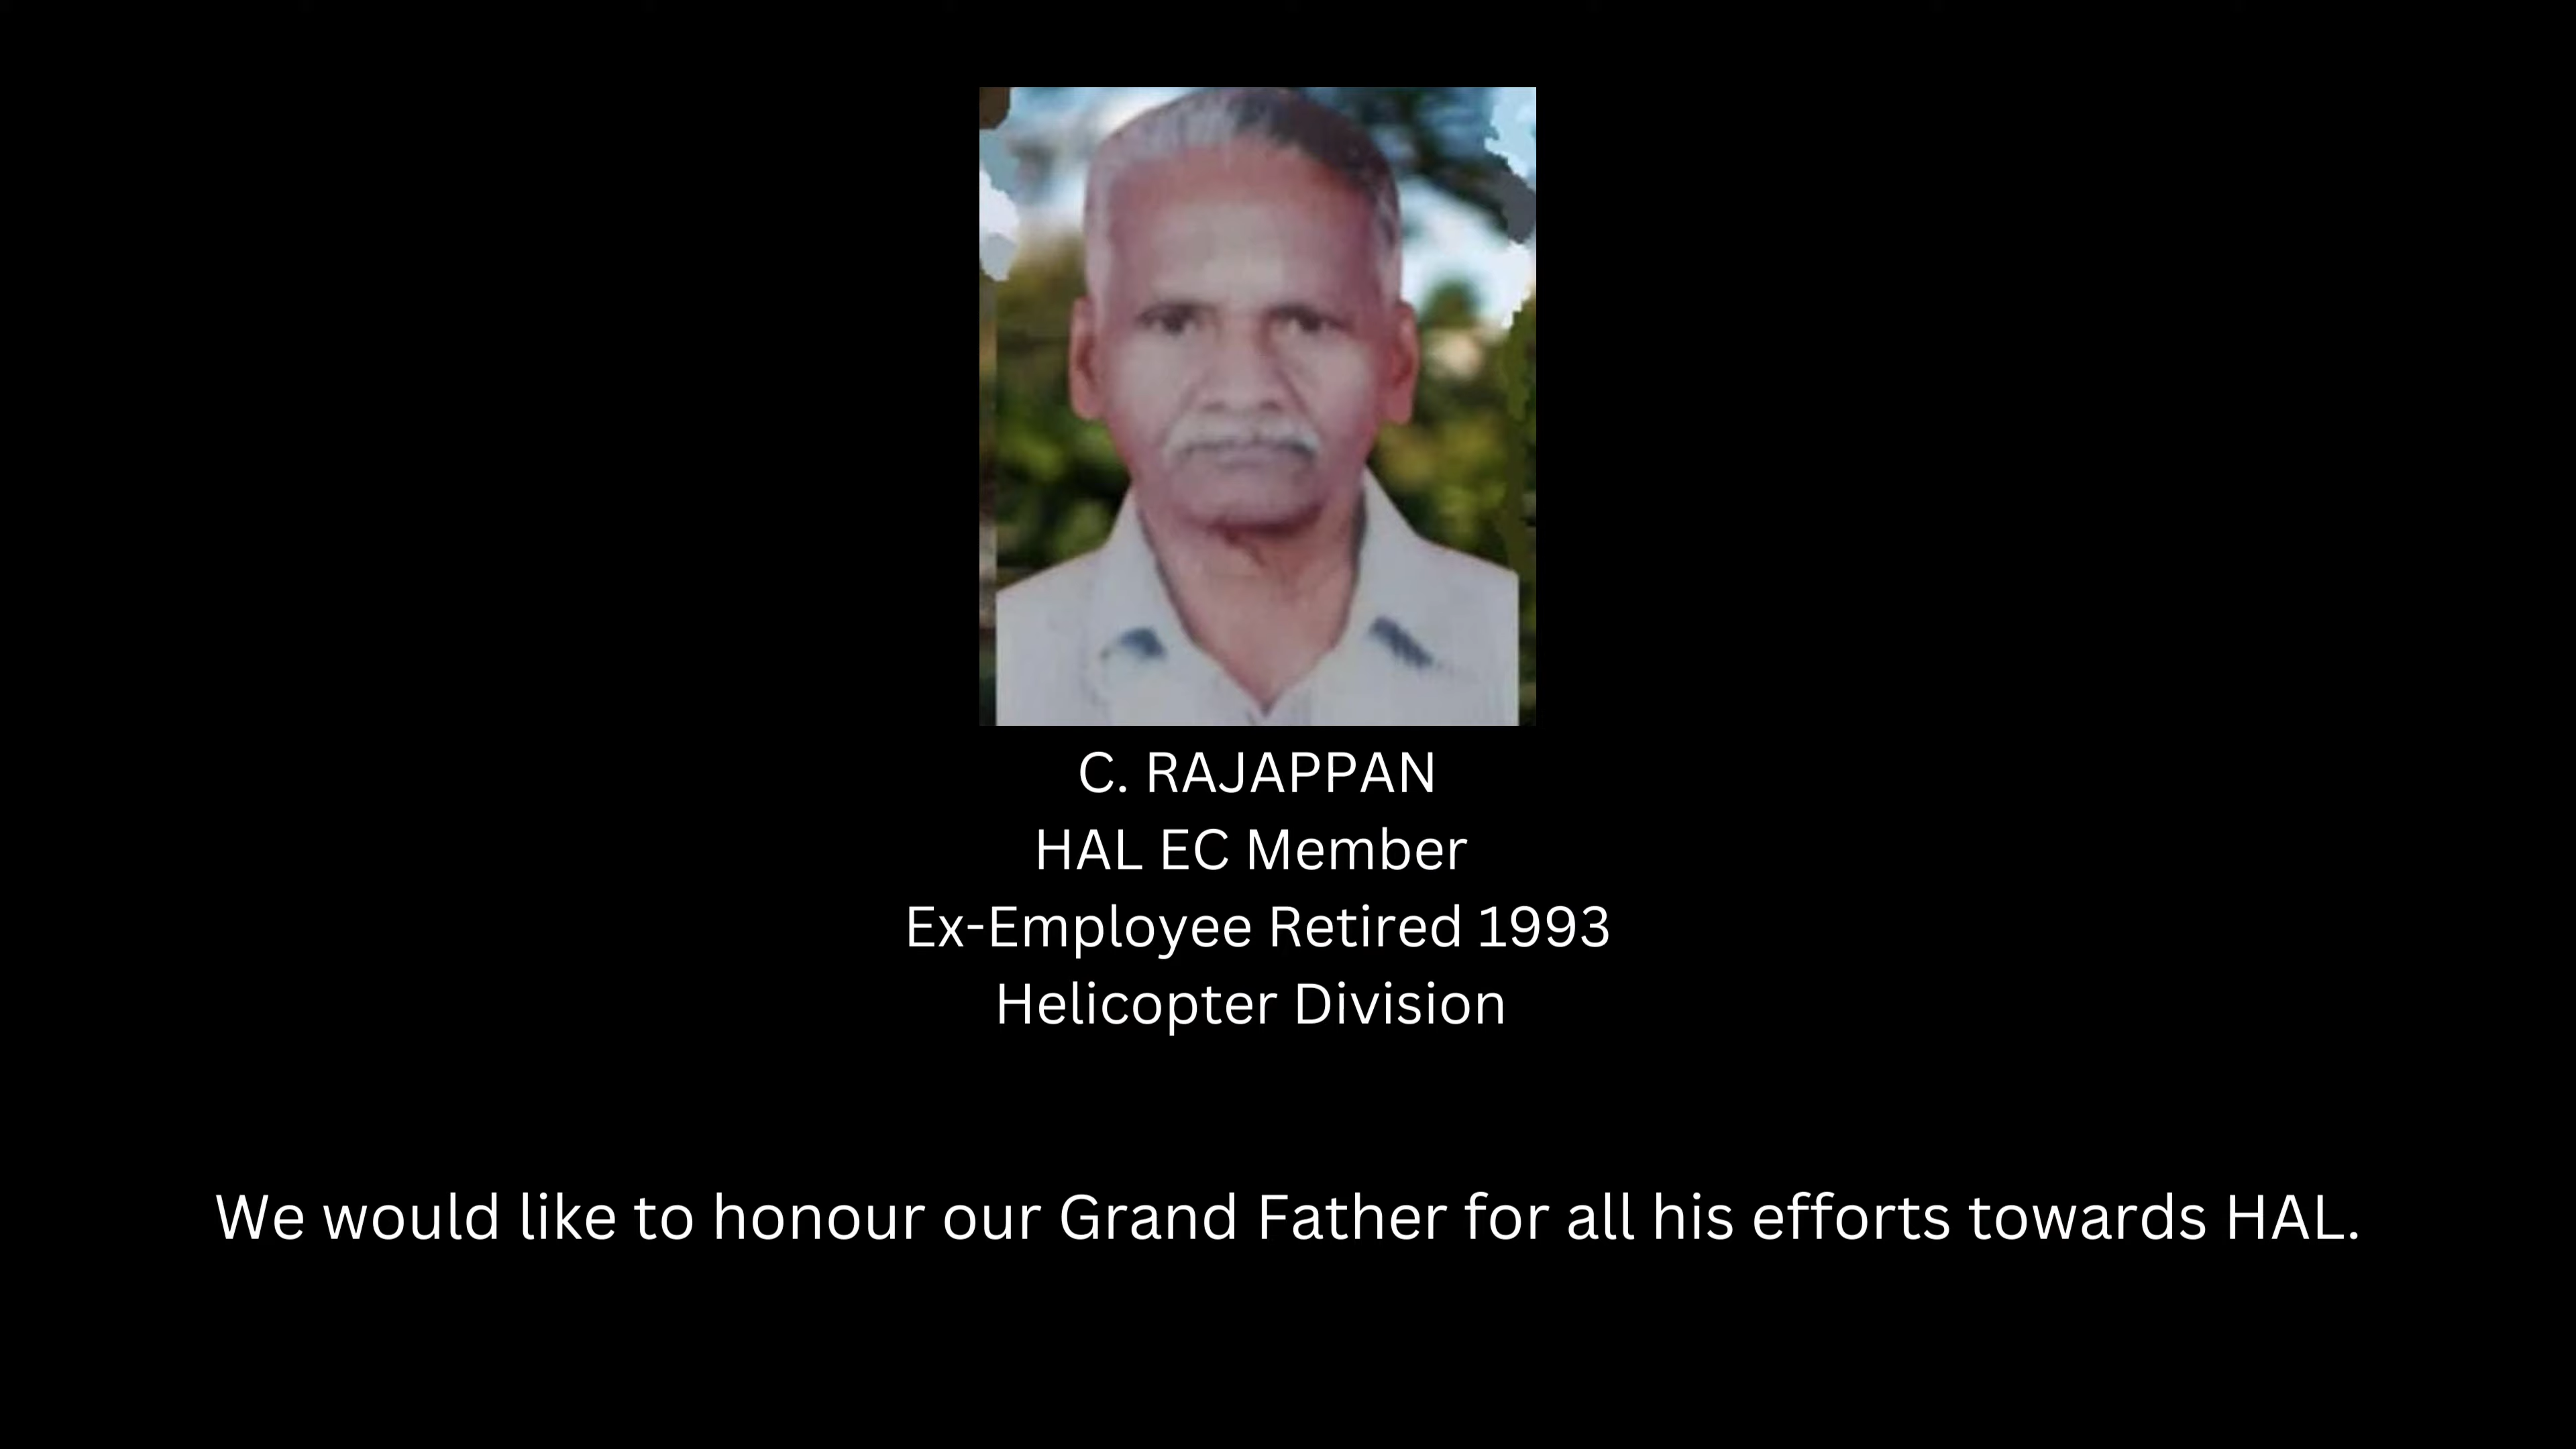 C. RAJAPPAN
HAL EC Member
Ex-Employee Retired 1993
Helicopter Division
We would like to honour our Grand Father for all his efforts towards HAL.